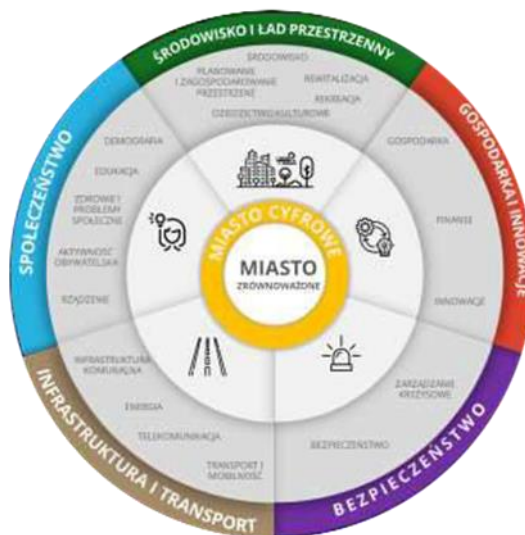 ŚRODOWISKO I ŁAD PRZESTRZENNY
ŚRODOWISKO
PLANOWANIE
I ZAGOSPODAROWANIE
PRZESTRZENE
REWITALIZACJA
REKREACJA
DZIEDZICTWO KULTUROWE
GOSPODARKA I INNOWACJE
GOSPODARKA
FINANSE
INNOWACJE
BEZPIECZEŃSTWO
ZARZĄDZANIE
KRYZYSOWE
BEZPIECZEŃSTWO
INFRASTRUKTURA I TRANSPORT
INFRASTRUKTURA
KOMUNALNA
ENERGIA
TELEKOMUNIKACJA
TRANSPORT I
MOBILNOŚĆ
SPOŁECZEŃSTWO
DEMOGRAFIA
EDUKACJA
ZDROWIE I
PROBLEMY
SPOŁECZNE
AKTYWNOŚĆ
OBYWATELSKA
RZĄDZENIE
MIASTO CYFROWE
MIASTO
ZRÓWNOWAŻONE